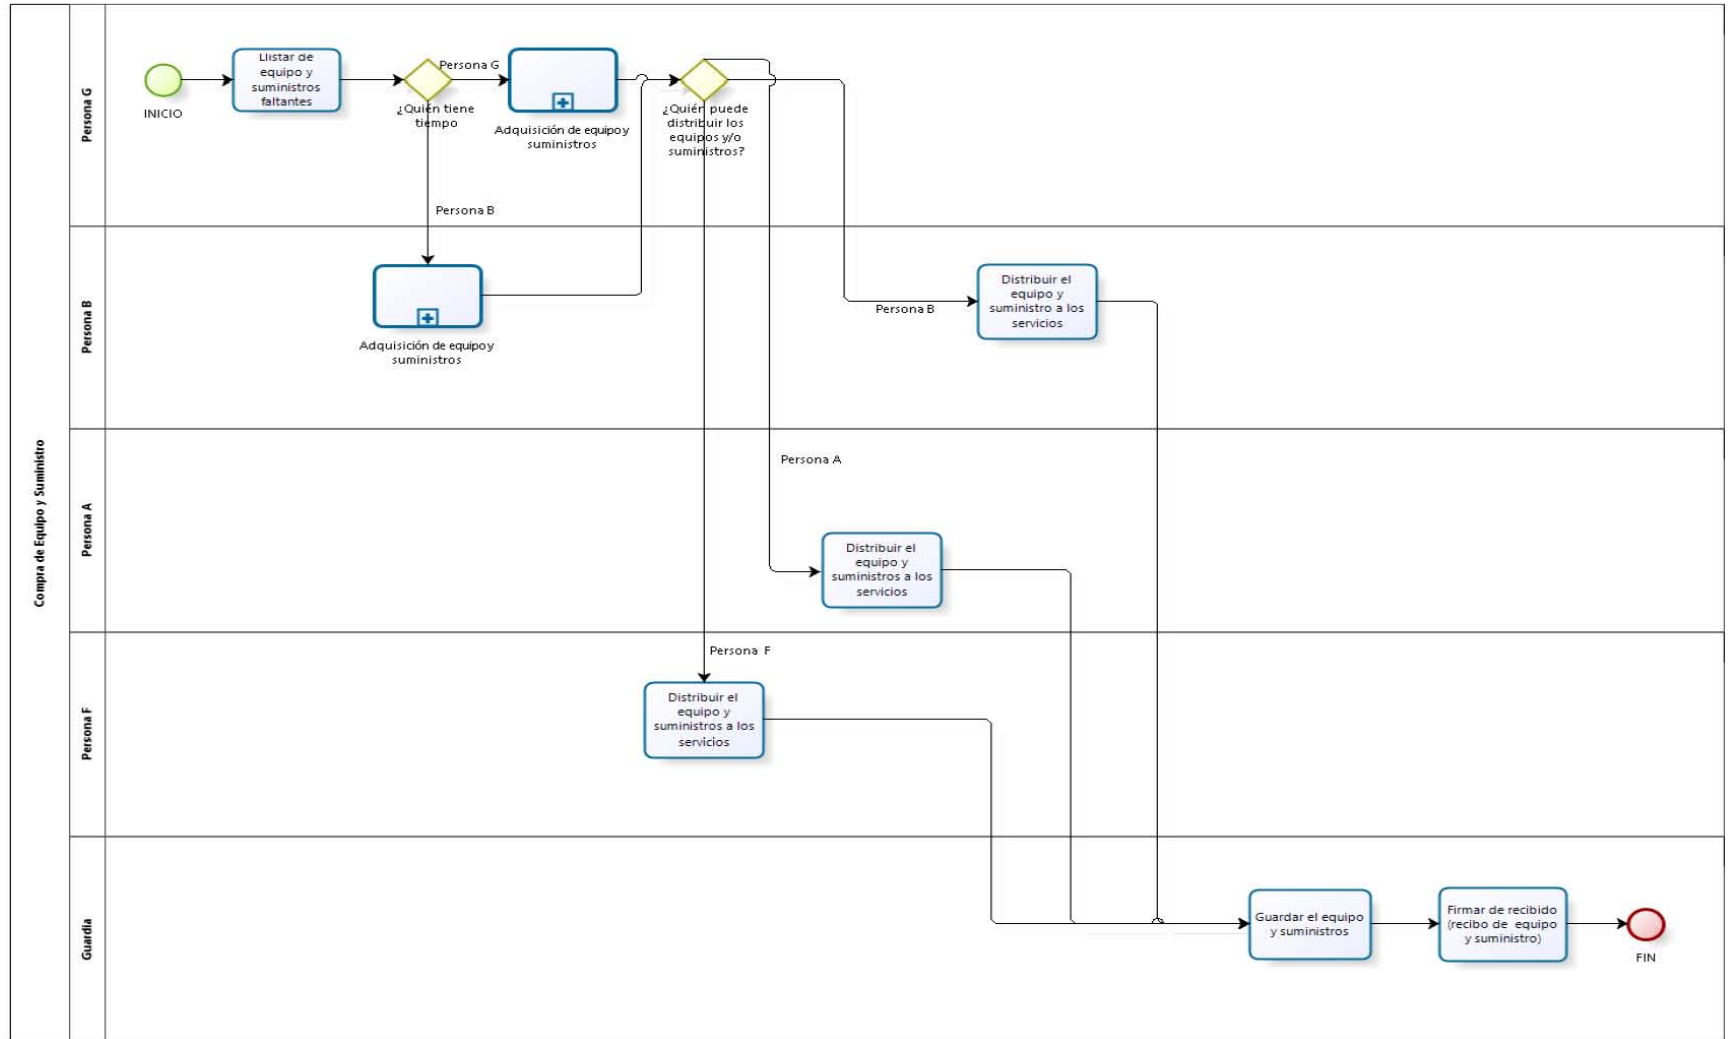 Compra de Equipo y Suministro
Persona G
INICIO
Llistar de
equipo y
suministros
faltantes
¿Quién tiene
tiempo
Persona G
Adquisición de equipo y
suministros
¿Quién puede
distribuir los
equipos y/o
suministros?
Persona B
Persona B
Adquisición de equipo y
suministros
Persona B
Distribuir el
equipo y
suministro a los
servicios
Persona A
Persona A
Distribuir el
equipo y
suministros a los
servicios
Persona F
Persona F
Distribuir el
equipo y
suministros a los
servicios
Guardia
Guardar el equipo
y suministros
Firmar de recibido
(recibo de equipo
y suministro)
FIN